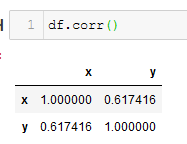 1 df.corr()
x y
x 1.000000 0.617416
y 0.617416 1.000000